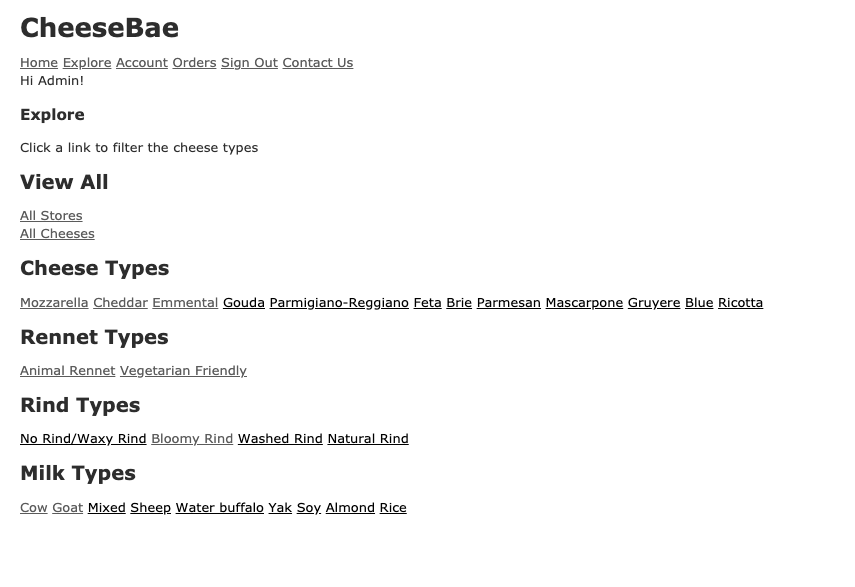 CheeseBae
Home Explore Account Orders Sign Out Contact Us
Hi Admin!
Explore
Click a link to filter the cheese types
View All
All Stores
All Cheeses
Cheese Types
Mozzarella Cheddar Emmental Gouda Parmigiano-Reggiano Feta Brie Parmesan Mascarpone Gruyere Blue Ricotta
Rennet Types
Animal Rennet Vegetarian Friendly
Rind Types
No Rind/Waxy Rind Bloomy Rind Washed Rind Natural Rind
Milk Types
Cow Goat Mixed Sheep Water buffalo Yak Soy Almond Rice